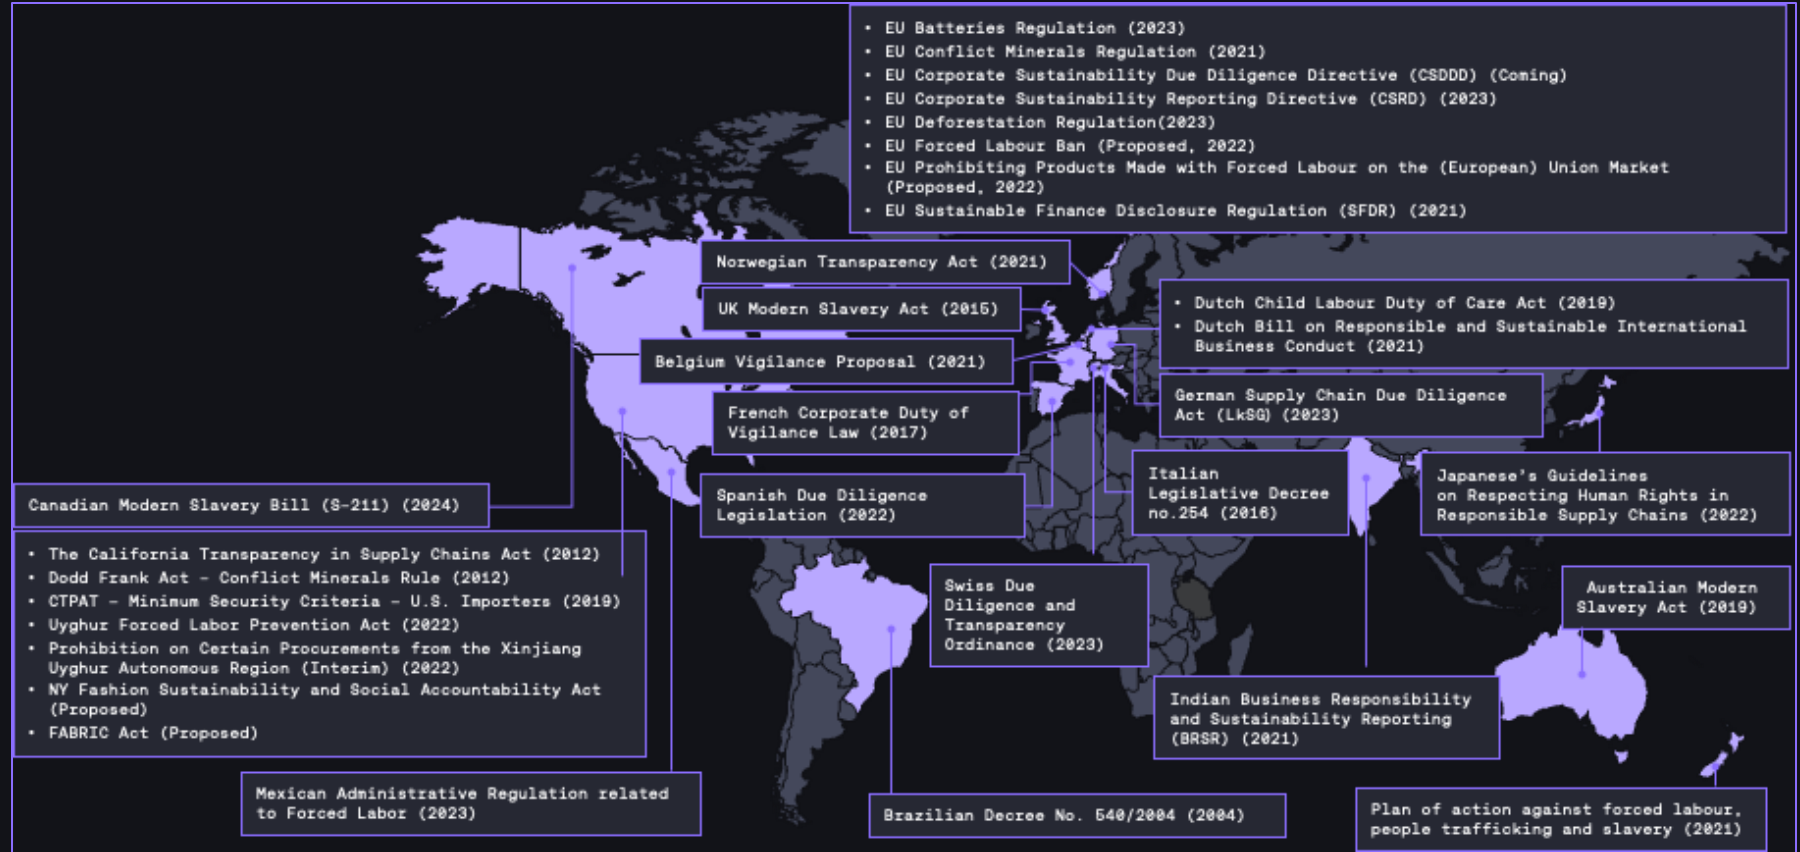 • EU Batteries Regulation (2023)
• EU Conflict Minerals Regulation (2021)
• EU Corporate Sustainability Due Diligence Directive (CSDDD) (Coming)
• EU Corporate Sustainability Reporting Directive (CSRD) (2023)
• EU Deforestation Regulation(2023)
• EU Forced Labour Ban (Proposed, 2022)
• EU Prohibiting Products Made with Forced Labour on the (European) Union Market
(Proposed, 2022)
• EU Sustainable Finance Disclosure Regulation (SFDR) (2021)
Norwegian Transparency Act (2021)
UK Modern Slavery Act (2015)
Belgium Vigilance Proposal (2021)
French Corporate Duty of
Vigilance Law (2017)
Spanish Due Diligence
Legislation (2022)
• Dutch Child Labour Duty of Care Act (2019)
• Dutch Bill on Responsible and Sustainable International
Business Conduct (2021)
German Supply Chain Due Diligence
Act (LkSG) (2023)
Italian
Legislative Decree
no.254 (2016)
Japanese's Guidelines
on Respecting Human Rights in
Responsible Supply Chains (2022)
Canadian Modern Slavery Bill (S-211) (2024)
• The California Transparency in Supply Chains Act (2012)
• Dodd Frank Act – Conflict Minerals Rule (2012)
• CTPAT – Minimum Security Criteria – U.S. Importers (2019)
• Uyghur Forced Labor Prevention Act (2022)
• Prohibition on Certain Procurements from the Xinjiang
Uyghur Autonomous Region (Interim) (2022)
• NY Fashion Sustainability and Social Accountability Act
(Proposed)
• FABRIC Act (Proposed)
Swiss Due
Diligence and
Transparency
Ordinance (2023)
Australian Modern
Slavery Act (2019)
Indian Business Responsibility
and Sustainability Reporting
(BRSR) (2021)
Mexican Administrative Regulation related
to Forced Labor (2023)
Brazilian Decree No. 540/2004 (2004)
Plan of action against forced labour,
people trafficking and slavery (2021)